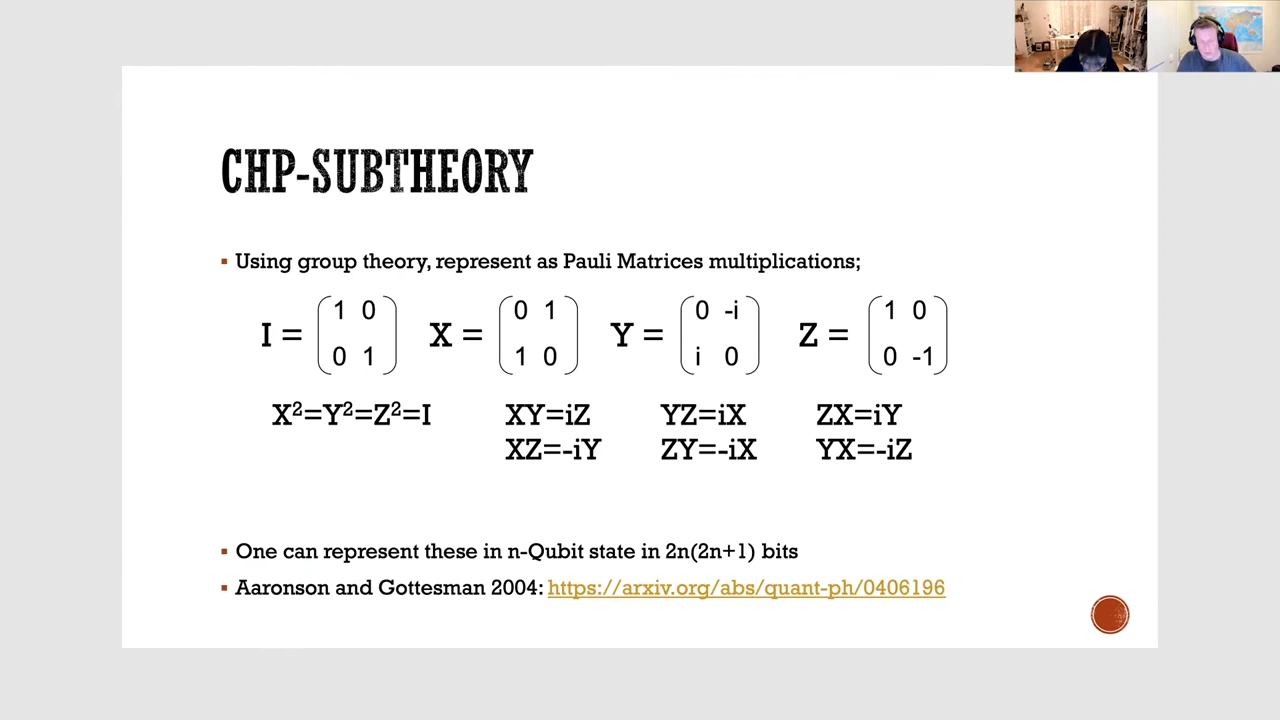 CHP-SUBTHEORY
▪ Using group theory, represent as Pauli Matrices multiplications;
I = (1 0 X = (0 1 Y = (0 -i Z = (1 0
0 1) 1 0) i 0) 0 -1)
X²=Y²=Z²=I XY=iZ YZ=iX ZX=iY
XZ=-iY ZY=-iX YX=-iZ
▪ One can represent these in n-Qubit state in 2n(2n+1) bits
▪ Aaronson and Gottesman 2004: https://arxiv.org/abs/quant-ph/0406196